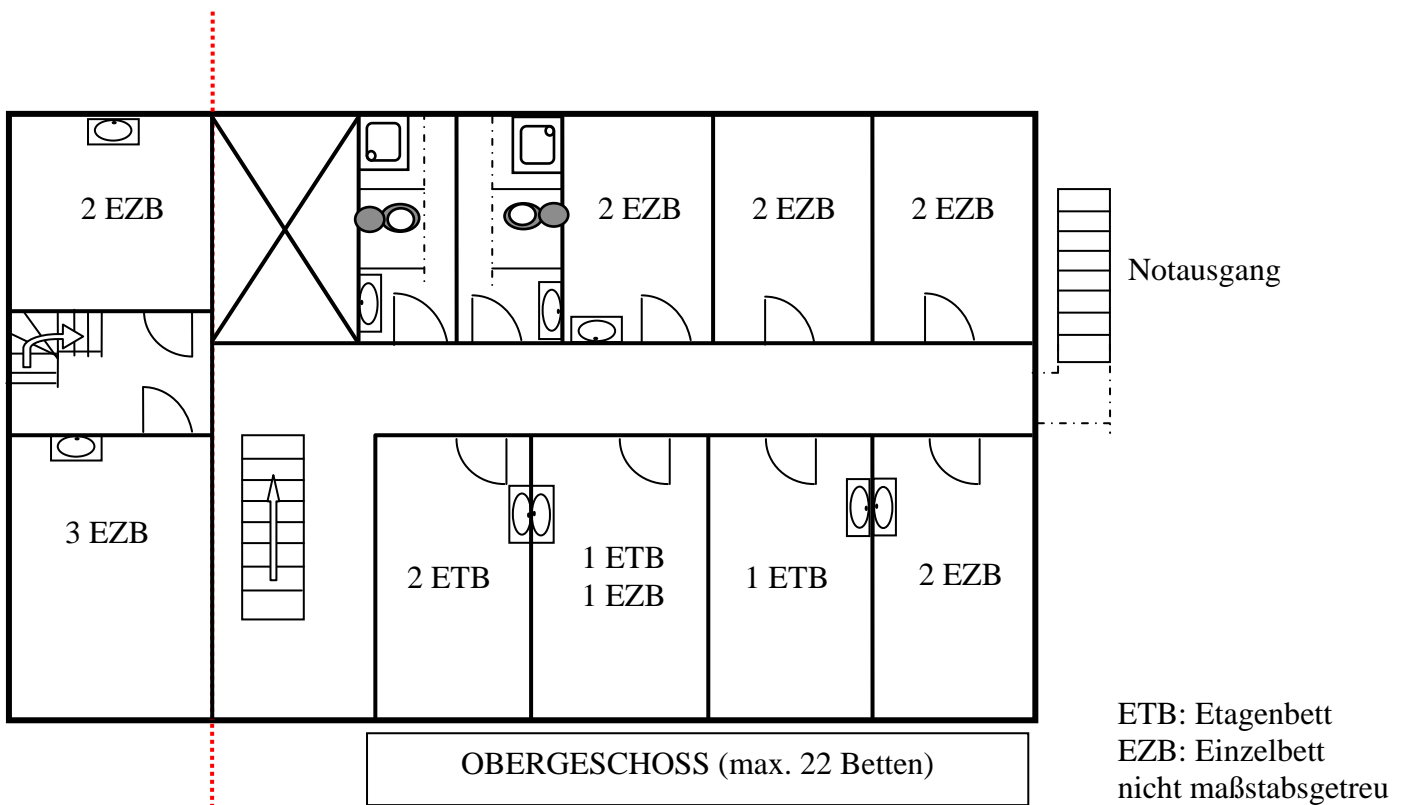 2 EZB
2 EZB
2 EZB
2 EZB
Notausgang
3 EZB
2 ETB
1 ETB
1 EZB
1 ETB
2 EZB
OBERGESCHOSS (max. 22 Betten)
ETB: Etagenbett
EZB: Einzelbett
nicht maßstabsgetreu